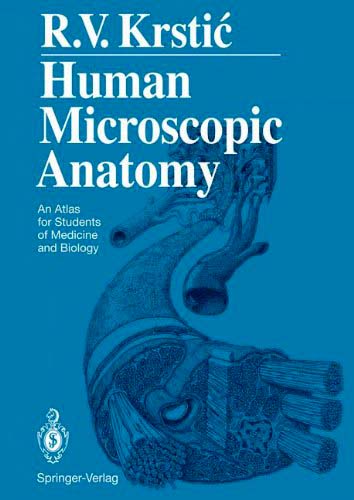 R.V. Krstić
Human
Microscopic
Anatomy
An Atlas
for Students
of Medicine
and Biology
Springer-Verlag